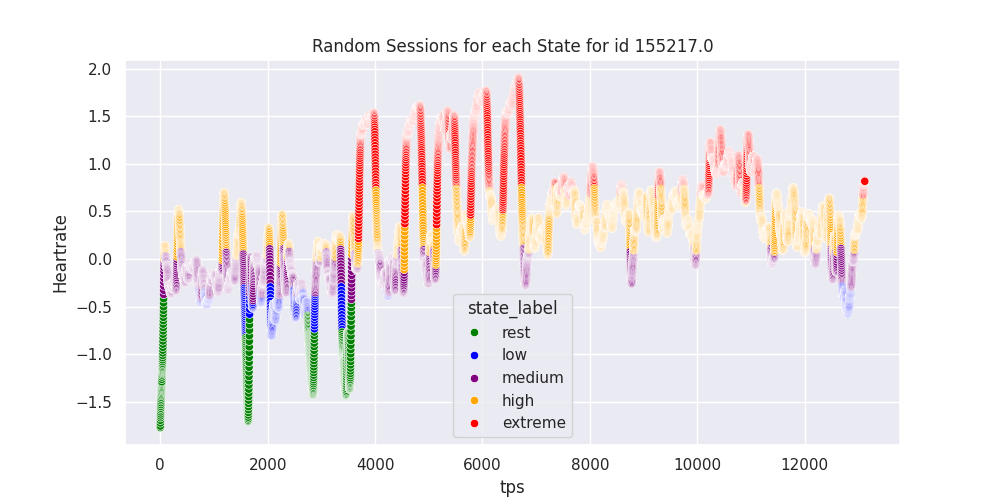 Random Sessions for each State for id 155217.0
Heartrate
2.0
1.5
1.0
0.5
0.0
−0.5
−1.0
−1.5
state_label
rest
low
medium
high
extreme
0 2000 4000 6000 8000 10000 12000
tps